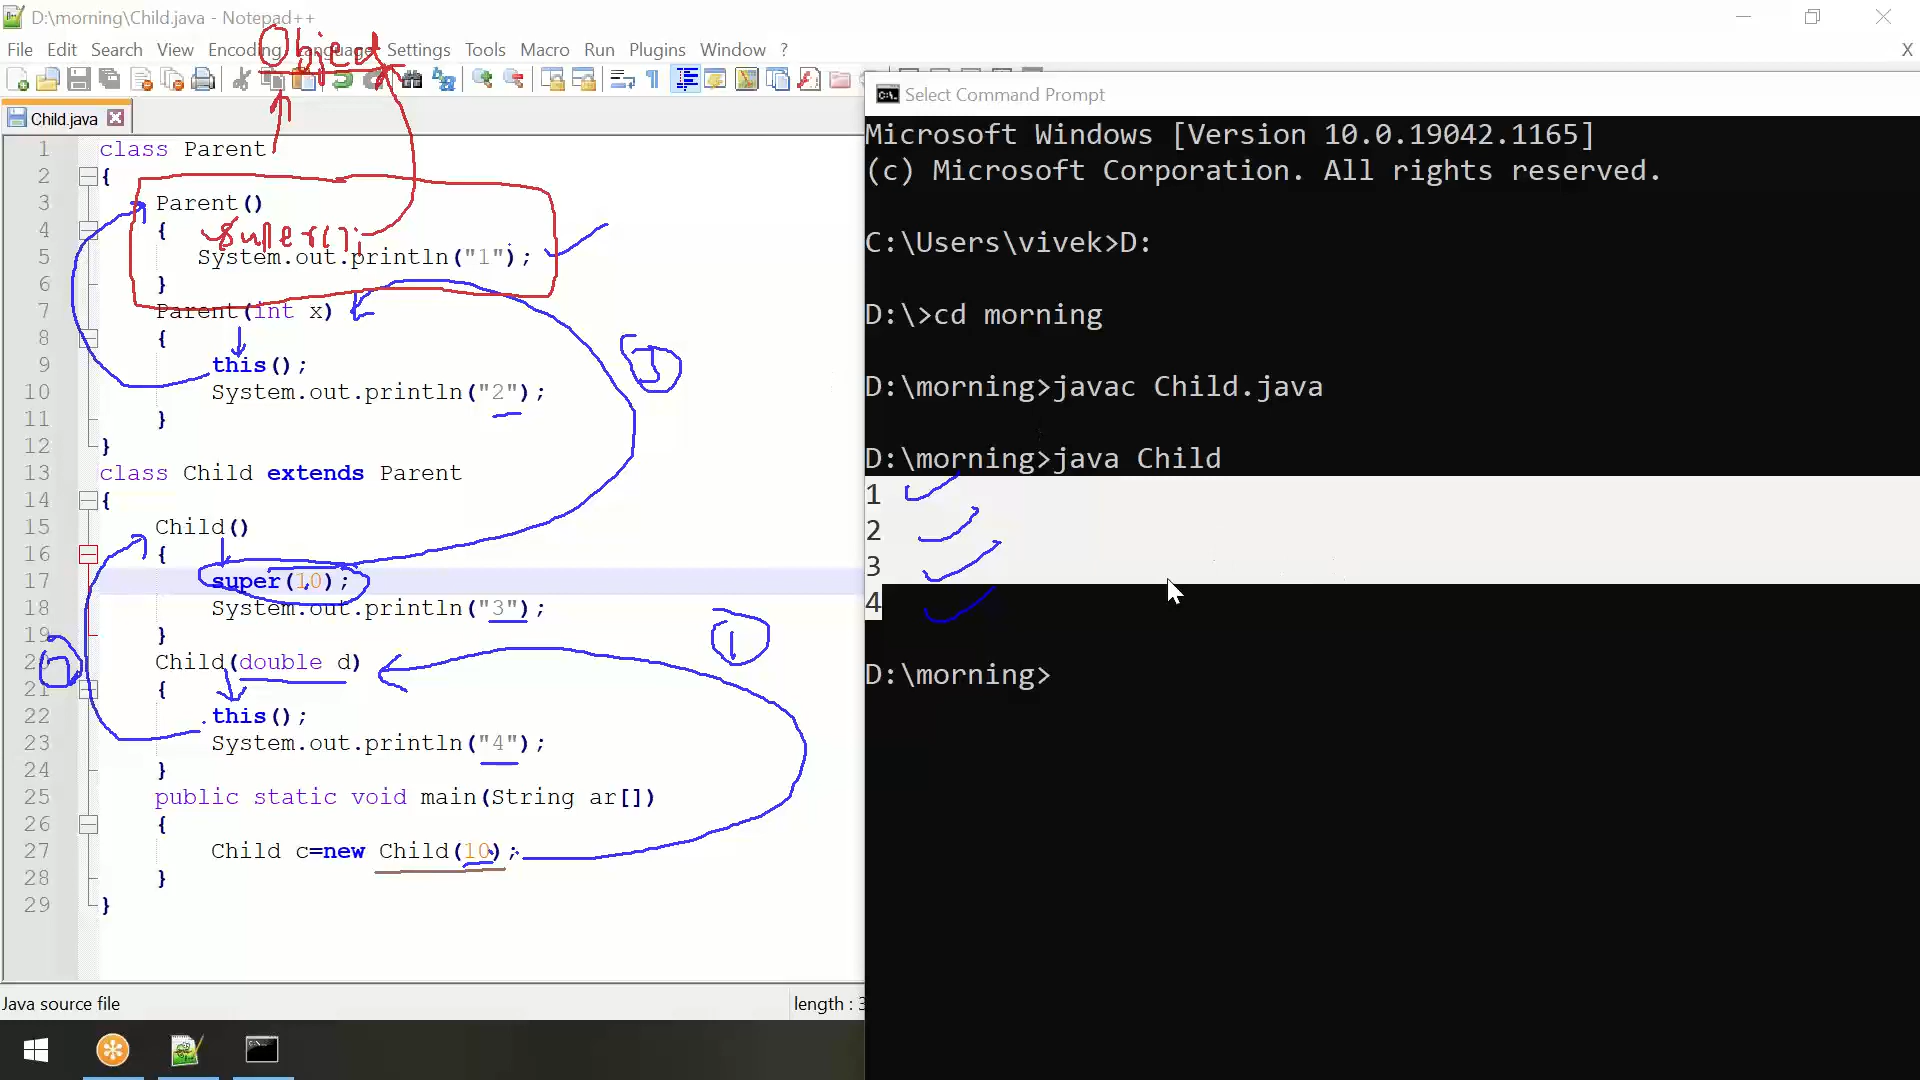 D:\morning\Child.java - Notepad++
File Edit Search View Encoding Language Settings Tools Macro Run Plugins Window ? X
Object
Child.java
1 class Parent
2 {
3 Parent()
4 { super();
5 System.out.println("1");
6 }
7 Parent(int x)
8 {
9 this();
10 System.out.println("2");
11 }
12 }
13 class Child extends Parent
14 {
15 Child()
16 {
17 super(10);
18 System.out.println("3");
19 }
20 Child(double d)
21 {
22 this();
23 System.out.println("4");
24 }
25 public static void main(String ar[])
26 {
27 Child c=new Child(10);
28 }
29 }
1
2
Java source file
length : 3
Select Command Prompt
Microsoft Windows [Version 10.0.19042.1165]
(c) Microsoft Corporation. All rights reserved.
C:\Users\vivek>D:
D:\>cd morning
D:\morning>javac Child.java
D:\morning>java Child
1
2
3
4
D:\morning>